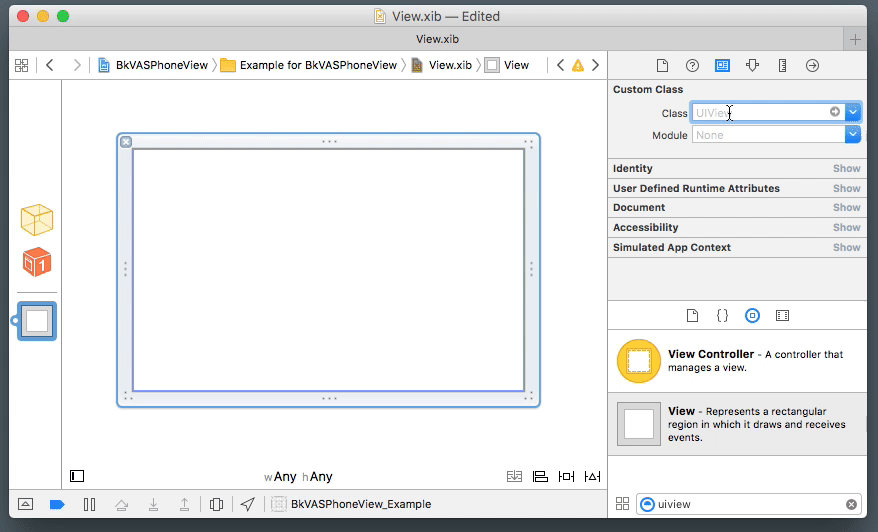 View.xib — Edited
View.xib
BkVASPhoneView
Example for BkVASPhoneView
View.xib
View
Custom Class
Class UIView
Module None
Identity Show
User Defined Runtime Attributes Show
Document Show
Accessibility Show
Simulated App Context Show
View Controller - A controller that
manages a view.
View - Represents a rectangular
region in which it draws and receives
events.
1
wAny hAny
BkVASPhoneView_Example
uiview